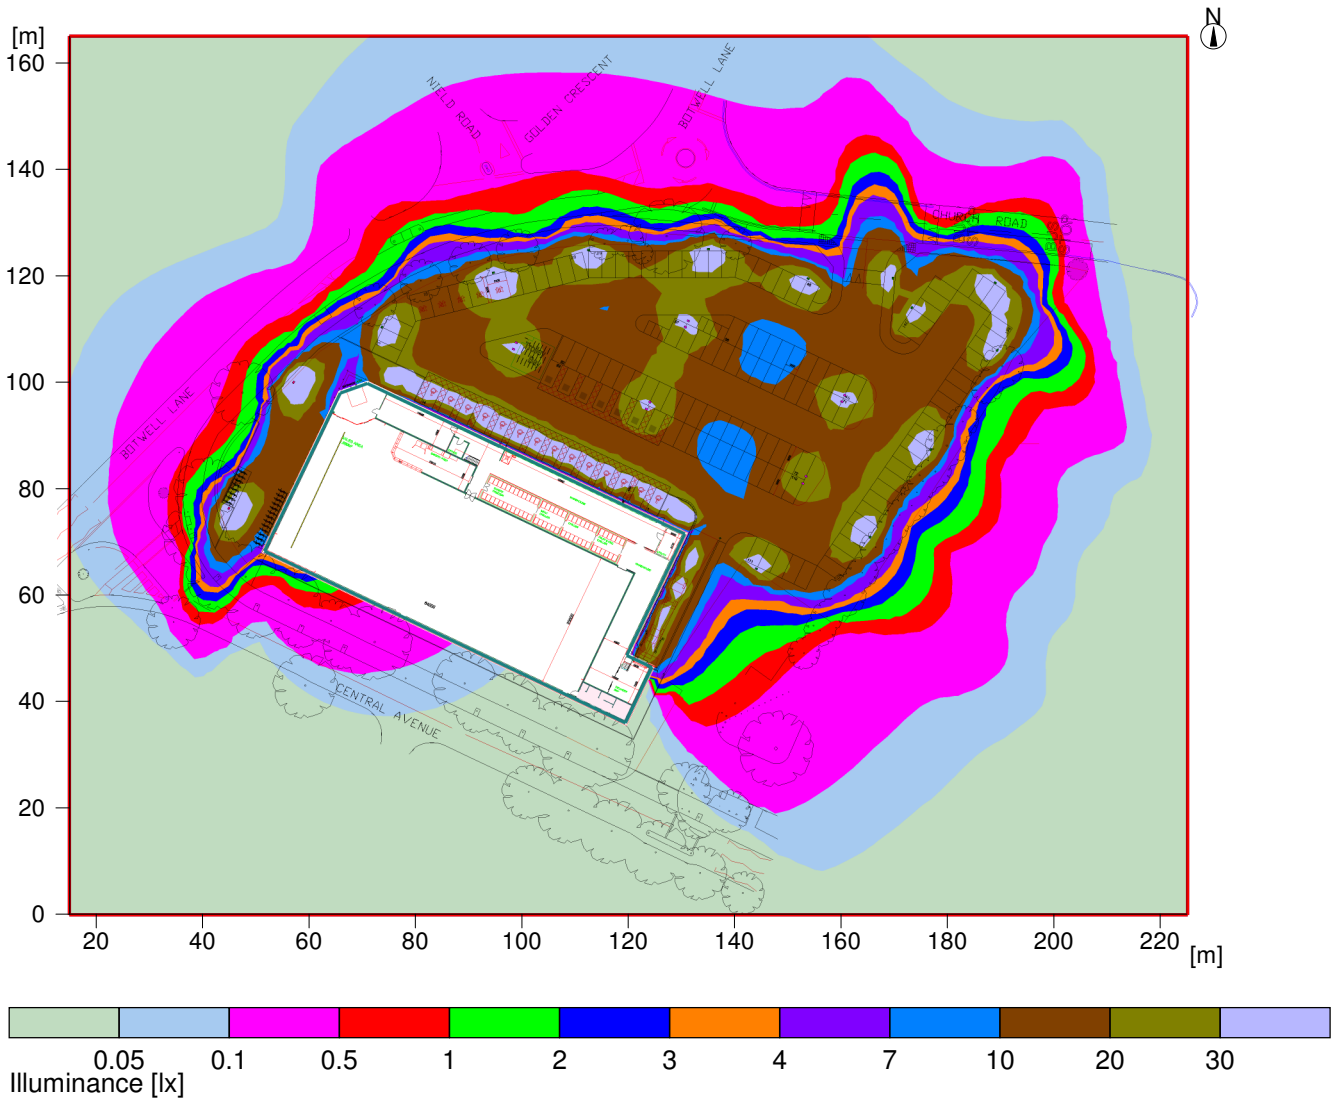 N
[m]
160
140
120
100
80
60
40
20
0
NIELD ROAD
GOLDEN CRESCENT
BOTWELL LANE
CHURCH ROAD
BOTWELL LANE
CENTRAL AVENUE
20 40 60 80 100 120 140 160 180 200 220
[m]
0.05 0.1 0.5 1 2 3 4 7 10 20 30
Illuminance [lx]